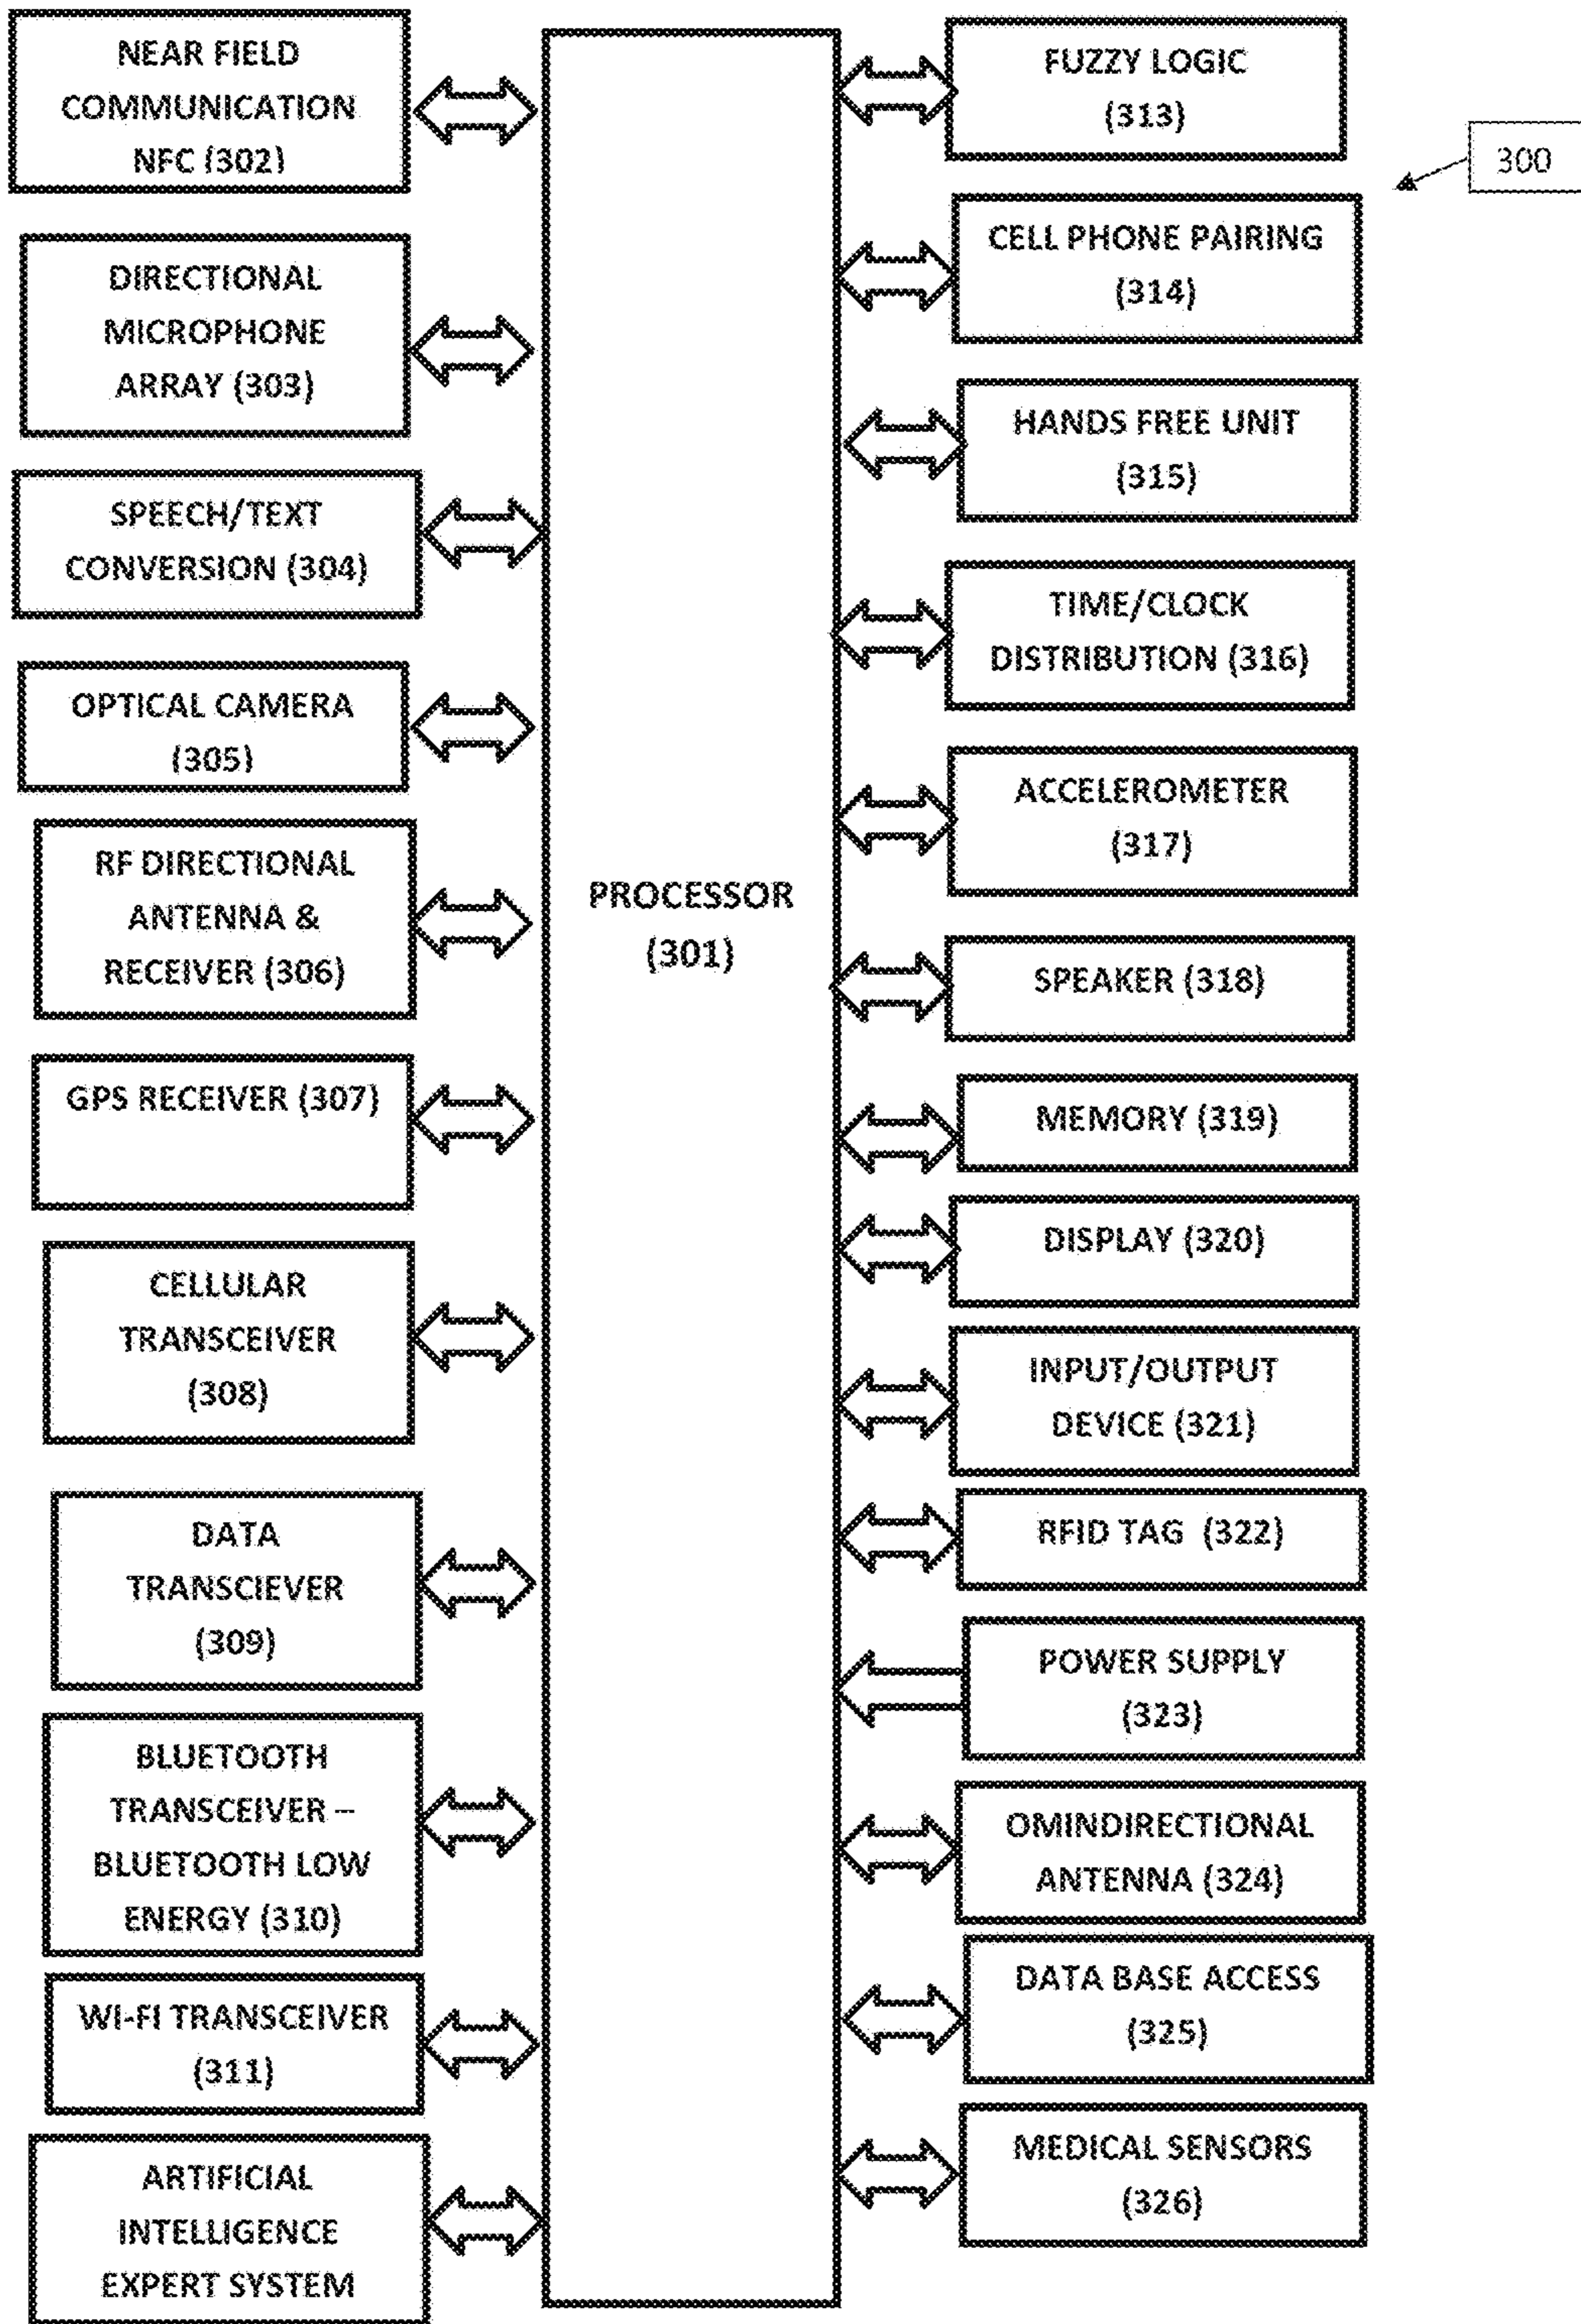 NEAR FIELD
COMMUNICATION
NFC (302)
DIRECTIONAL
MICROPHONE
ARRAY (303)
SPEECH/TEXT
CONVERSION (304)
OPTICAL CAMERA
(305)
RF DIRECTIONAL
ANTENNA &
RECEIVER (306)
GPS RECEIVER (307)
CELLULAR
TRANSCEIVER
(308)
DATA
TRANSCIEVER
(309)
BLUETOOTH
TRANSCEIVER –
BLUETOOTH LOW
ENERGY (310)
WI-FI TRANSCEIVER
(311)
ARTIFICIAL
INTELLIGENCE
EXPERT SYSTEM
PROCESSOR
(301)
FUZZY LOGIC
(313)
CELL PHONE PAIRING
(314)
HANDS FREE UNIT
(315)
TIME/CLOCK
DISTRIBUTION (316)
ACCELEROMETER
(317)
SPEAKER (318)
MEMORY (319)
DISPLAY (320)
INPUT/OUTPUT
DEVICE (321)
RFID TAG (322)
POWER SUPPLY
(323)
OMINDIRECTIONAL
ANTENNA (324)
DATA BASE ACCESS
(325)
MEDICAL SENSORS
(326)
300